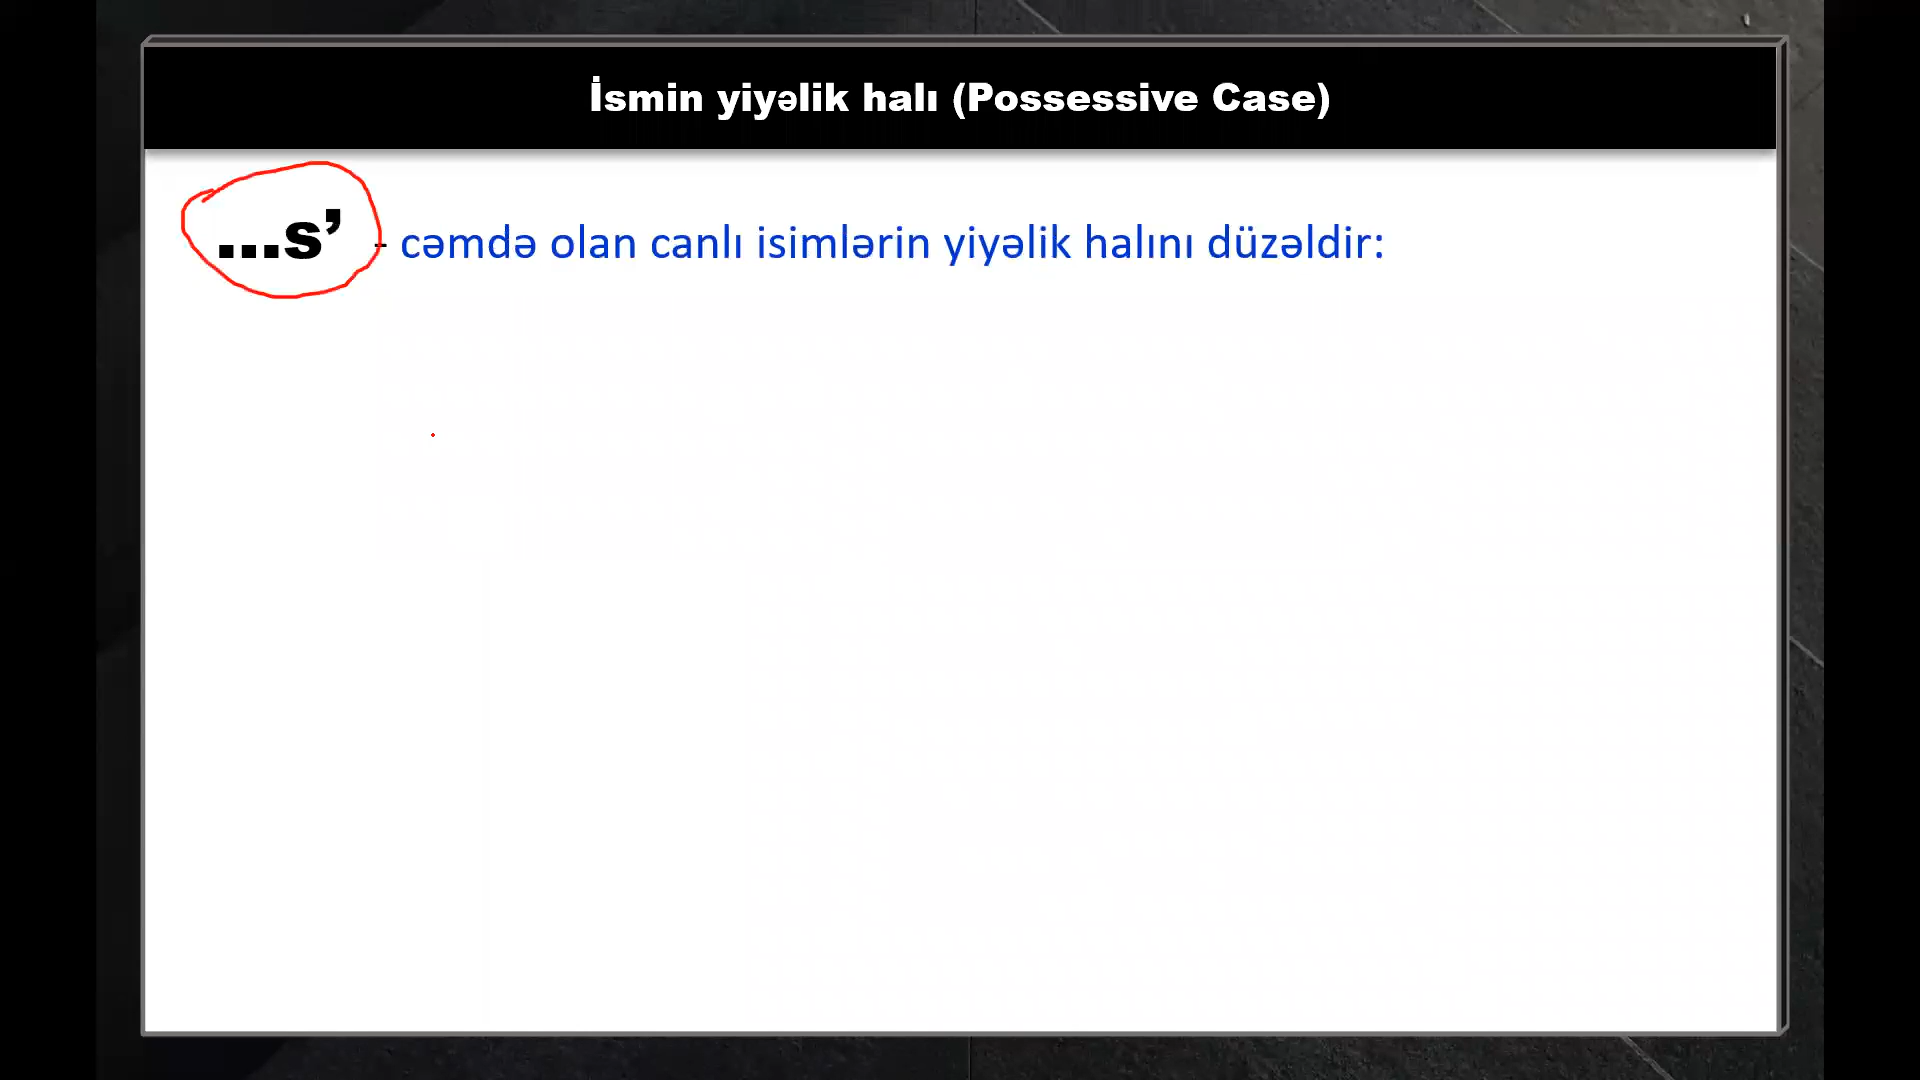 İsmin yiyəlik halı (Possessive Case)
...s’ - cəmdə olan canlı isimlərin yiyəlik halını düzəldir: